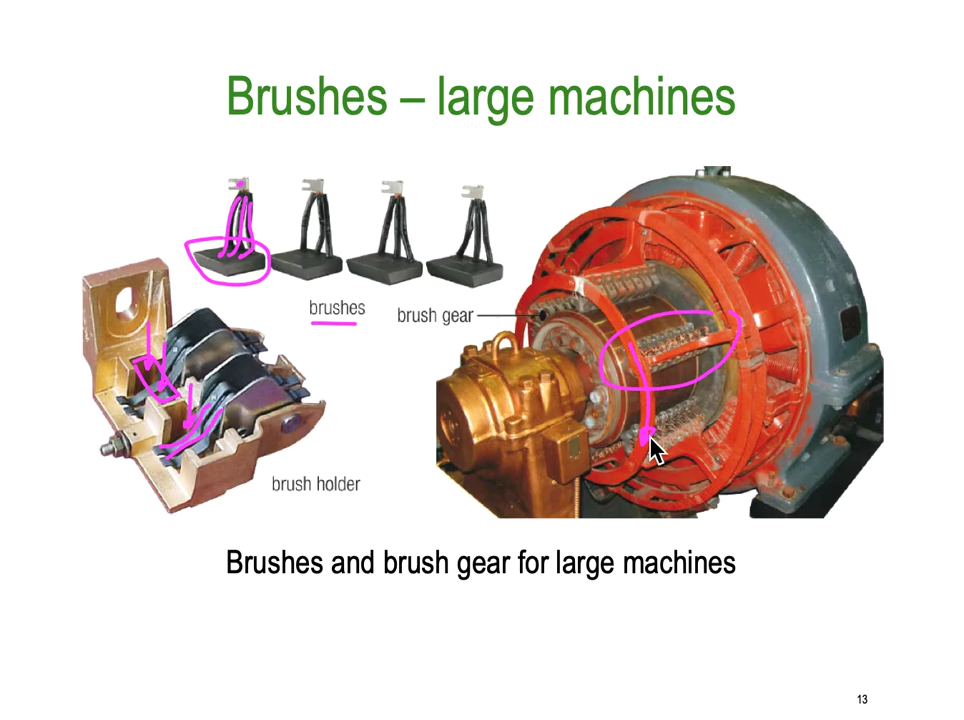 Brushes – large machines
brushes
brush gear
brush holder
Brushes and brush gear for large machines
13